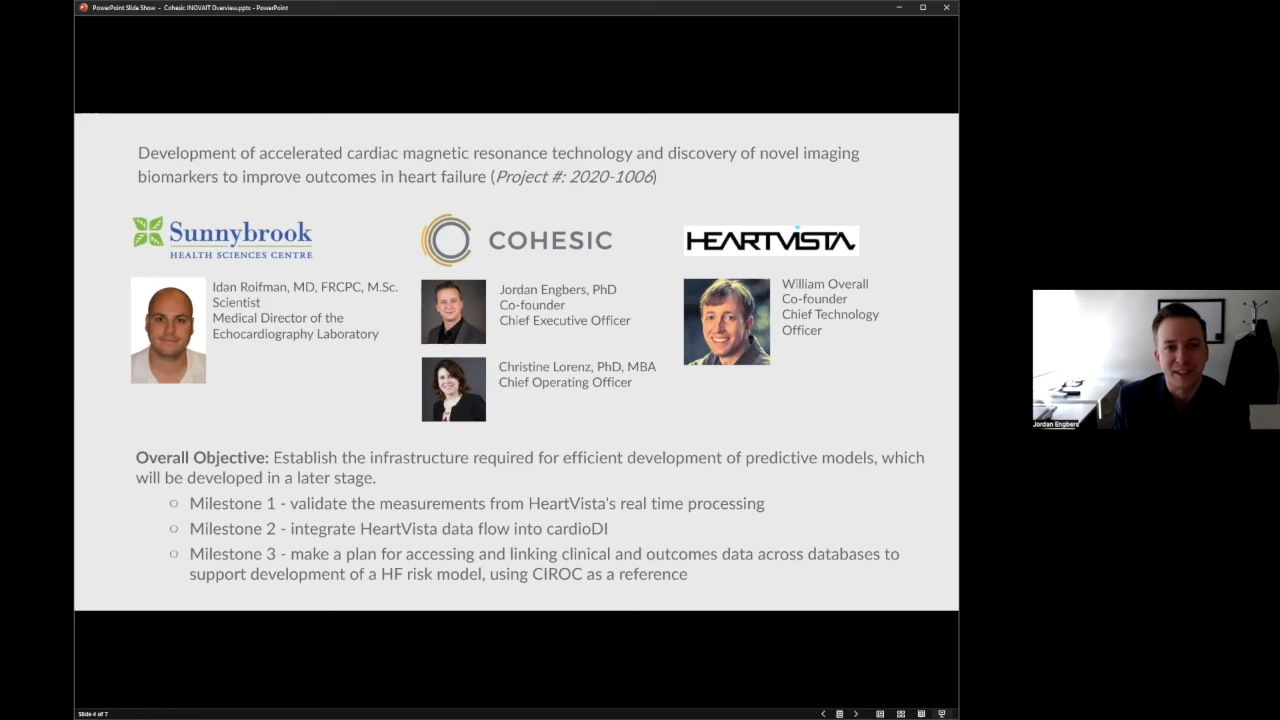 PowerPoint Slide Show - Cohesic INOVAIT Overview.pptx - PowerPoint
Development of accelerated cardiac magnetic resonance technology and discovery of novel imaging
biomarkers to improve outcomes in heart failure (Project #: 2020-1006)
Sunnybrook
HEALTH SCIENCES CENTRE
COHESIC
HEARTVISTA
Idan Roifman, MD, FRCPC, M.Sc.
Scientist
Medical Director of the
Echocardiography Laboratory
Jordan Engbers, PhD
Co-founder
Chief Executive Officer
Christine Lorenz, PhD, MBA
Chief Operating Officer
William Overall
Co-founder
Chief Technology
Officer
Jordan Engbers
Overall Objective: Establish the infrastructure required for efficient development of predictive models, which
will be developed in a later stage.
○ Milestone 1 - validate the measurements from HeartVista's real time processing
○ Milestone 2 - integrate HeartVista data flow into cardioDI
○ Milestone 3 - make a plan for accessing and linking clinical and outcomes data across databases to
support development of a HF risk model, using CIROC as a reference
Slide 4 of 7